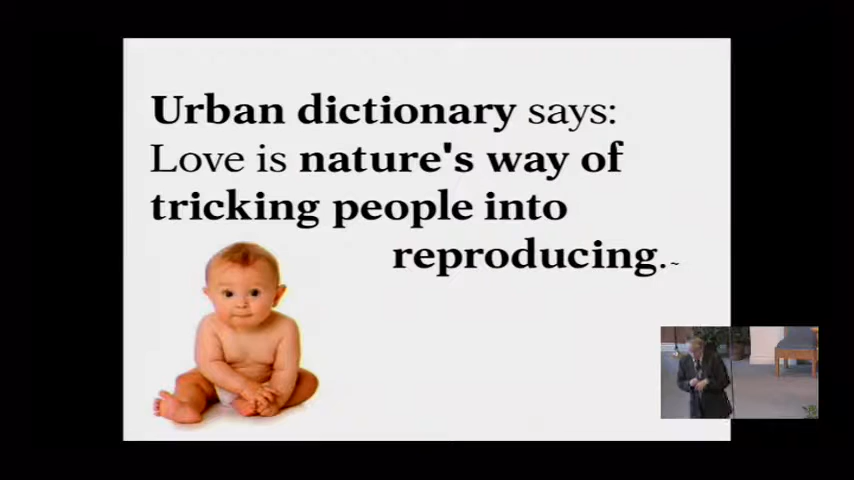 Urban dictionary says:
Love is nature's way of
tricking people into
reproducing.~